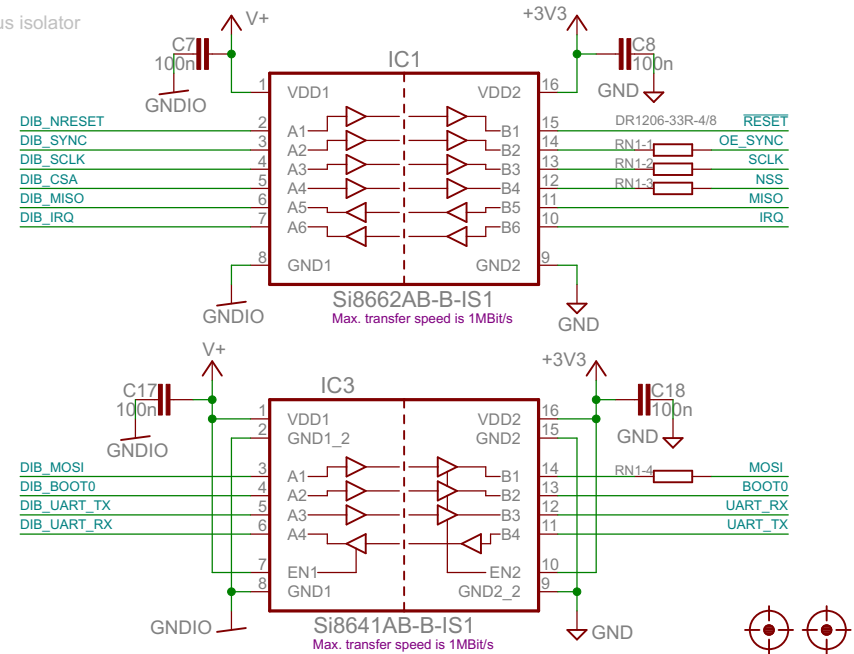 us isolator
V+
+3V3
C7
100n
IC1
C8
100n
GNDIO
GND
1
VDD1
VDD2
16
DIB_NRESET
2
A1
B1
15
DR1206-33R-4/8
RESET
DIB_SYNC
3
A2
B2
14
RN1-1
OE_SYNC
DIB_SCLK
4
A3
B3
13
RN1-2
SCLK
DIB_CSA
5
A4
B4
12
RN1-3
NSS
DIB_MISO
6
A5
B5
11
MISO
DIB_IRQ
7
A6
B6
10
IRQ
8
GND1
GND2
9
GNDIO
Si8662AB-B-IS1
Max. transfer speed is 1MBit/s
GND
V+
+3V3
C17
100n
IC3
C18
100n
GNDIO
GND
1
VDD1
VDD2
16
2
GND1_2
GND2
15
DIB_MOSI
3
A1
B1
14
RN1-4
MOSI
DIB_BOOT0
4
A2
B2
13
BOOT0
DIB_UART_TX
5
A3
B3
12
UART_RX
DIB_UART_RX
6
A4
B4
11
UART_TX
7
EN1
EN2
10
8
GND1
GND2_2
9
GNDIO
Si8641AB-B-IS1
Max. transfer speed is 1MBit/s
GND